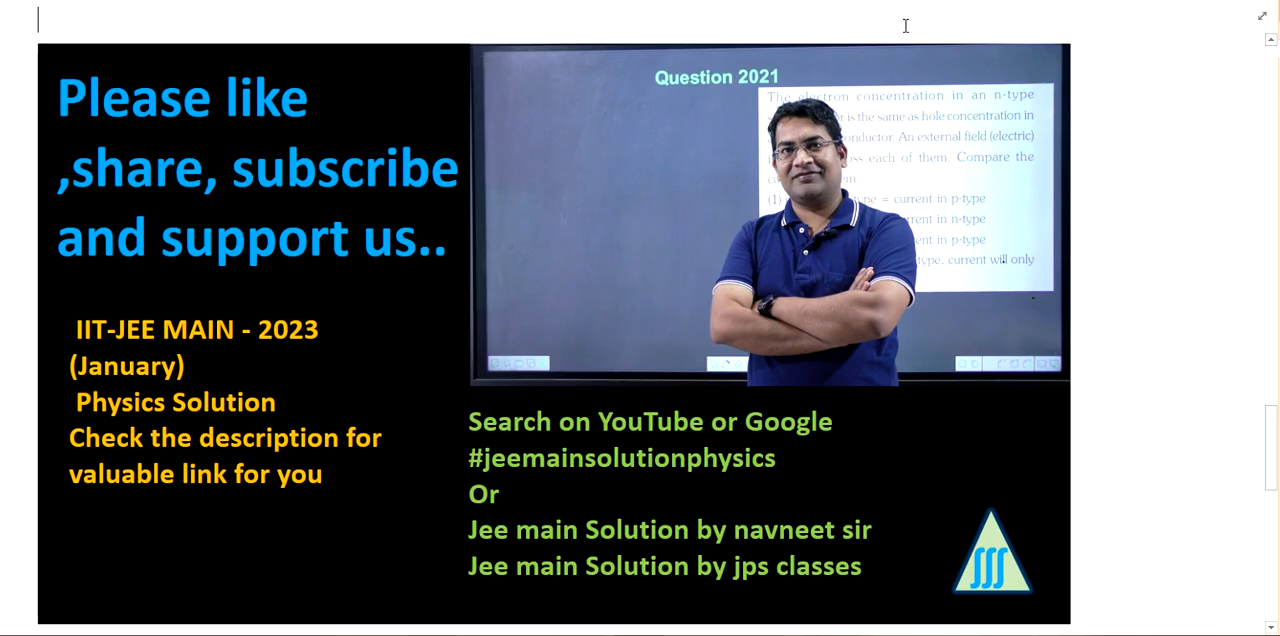 Please like
,share, subscribe
and support us..
IIT-JEE MAIN - 2023
(January)
Physics Solution
Check the description for
valuable link for you
Question 2021
The electron concentration in an n-type
is the same as hole concentration in
An external field (electric)
each of them. Compare the
(1) = current in p-type
in n-type
in p-type
type, current will only
Search on YouTube or Google
#jeemainsolutionphysics
Or
Jee main Solution by navneet sir
Jee main Solution by jps classes
∫∫∫